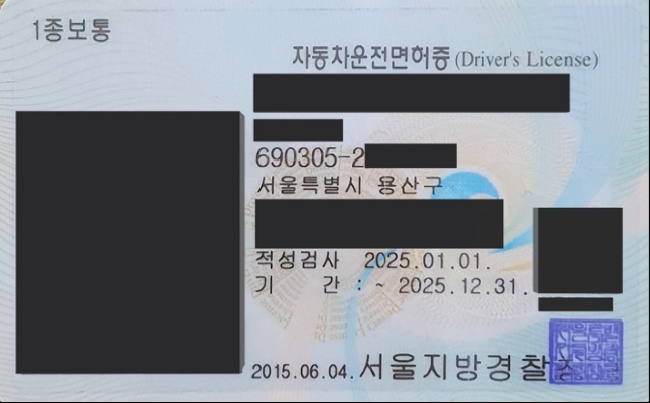 1종보통
자동차운전면허증(Driver's License)
690305-2
서울특별시 용산구
적성검사 2025.01.01.
기 간 : ~ 2025.12.31.
2015.06.04. 서울지방경찰청